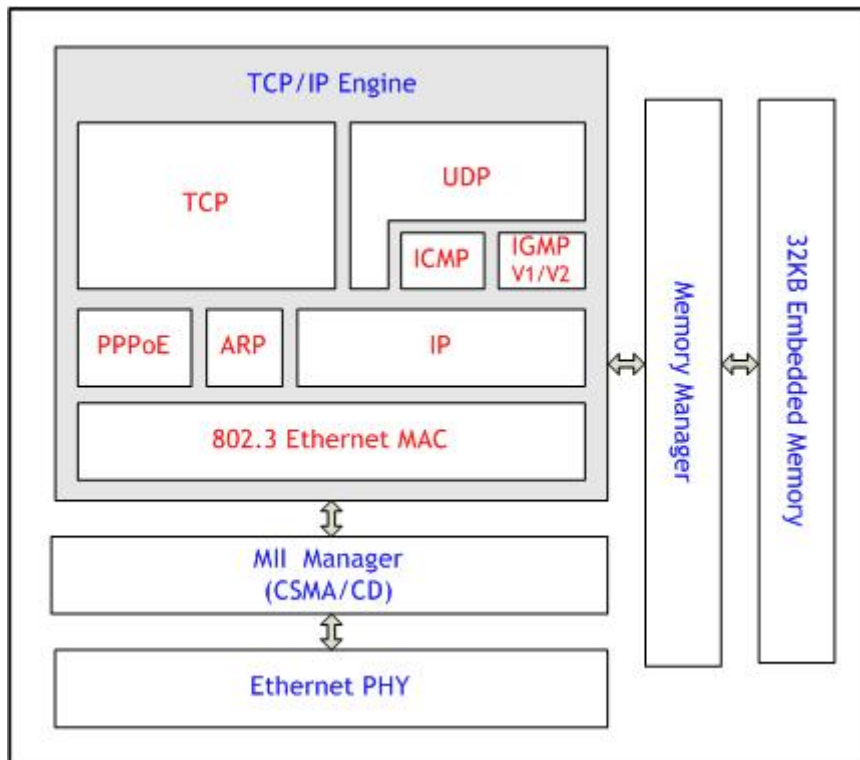 TCP/IP Engine
TCP
UDP
ICMP
IGMP
V1/V2
PPPoE
ARP
IP
802.3 Ethernet MAC
MII Manager
(CSMA/CD)
Ethernet PHY
Memory Manager
32KB Embedded Memory